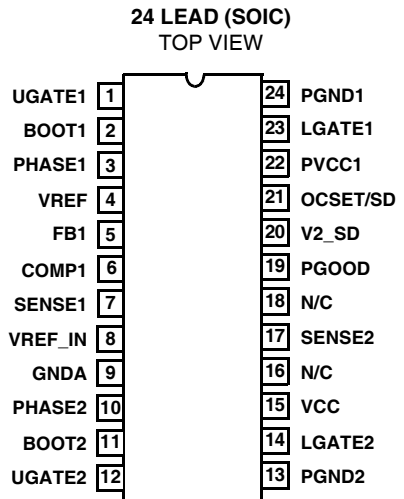 24 LEAD (SOIC)
TOP VIEW
UGATE1 1 24 PGND1
BOOT1 2 23 LGATE1
PHASE1 3 22 PVCC1
VREF 4 21 OCSET/SD
FB1 5 20 V2_SD
COMP1 6 19 PGOOD
SENSE1 7 18 N/C
VREF_IN 8 17 SENSE2
GNDA 9 16 N/C
PHASE2 10 15 VCC
BOOT2 11 14 LGATE2
UGATE2 12 13 PGND2